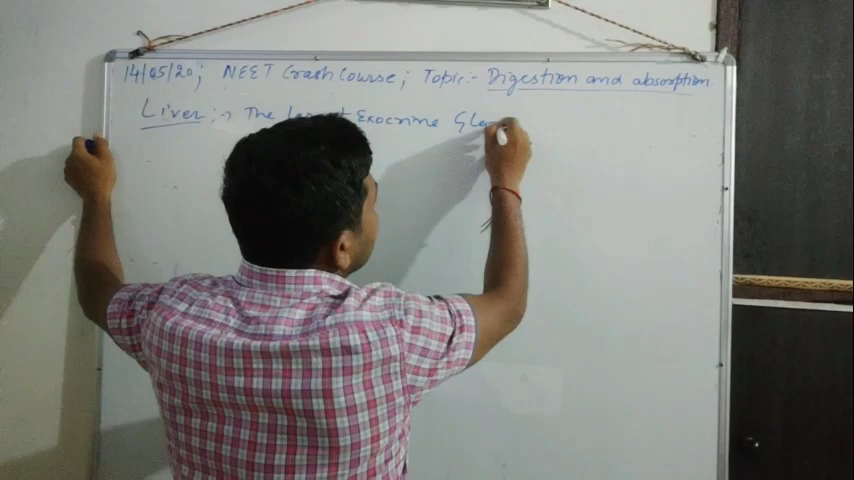 14/05/20; NEET Crash Course; Topic:- Digestion and absorption
Liver :→ The Exocrine